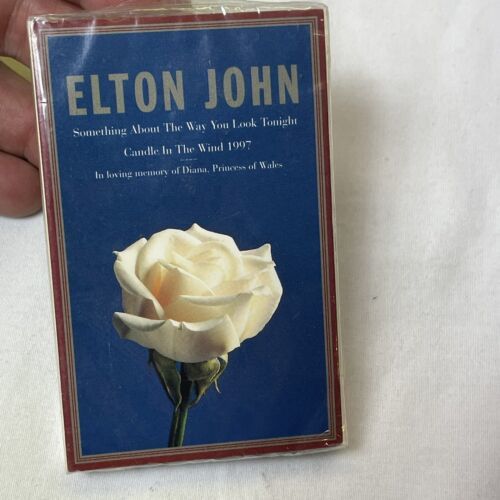 ELTON JOHN
Something About The Way You Look Tonight
Candle In The Wind 1997
In loving memory of Diana, Princess of Wales